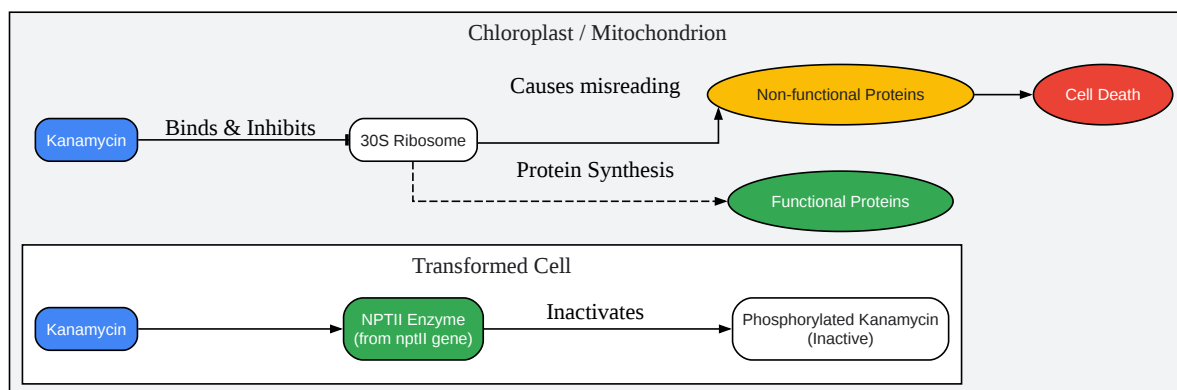 Chloroplast / Mitochondrion
Causes misreading
Non-functional Proteins
Cell Death
Kanamycin
Binds & Inhibits
30S Ribosome
Protein Synthesis
Functional Proteins
Transformed Cell
Kanamycin
NPTII Enzyme
(from nptII gene)
Inactivates
Phosphorylated Kanamycin
(Inactive)